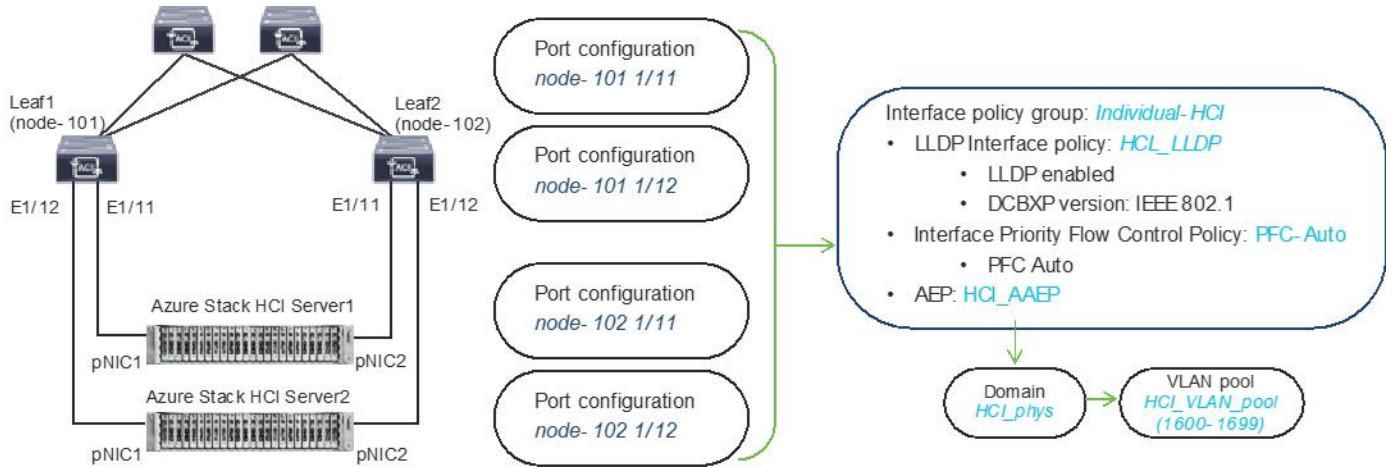 ACI
ACI
Leaf1
(node-101)
Leaf2
(node-102)
ACI
ACI
E1/12
E1/11
E1/11
E1/12
Azure Stack HCI Server1
pNIC1
pNIC2
Azure Stack HCI Server2
pNIC1
pNIC2
Port configuration
node-101 1/11
Port configuration
node-101 1/12
Port configuration
node-102 1/11
Port configuration
node-102 1/12
Interface policy group: Individual-HCI
• LLDP Interface policy: HCL_LLDP
• LLDP enabled
• DCBXP version: IEEE 802.1
• Interface Priority Flow Control Policy: PFC-Auto
• PFC Auto
• AEP: HCI_AAEP
Domain
HCI_phys
VLAN pool
HCI_VLAN_pool
(1600-1699)